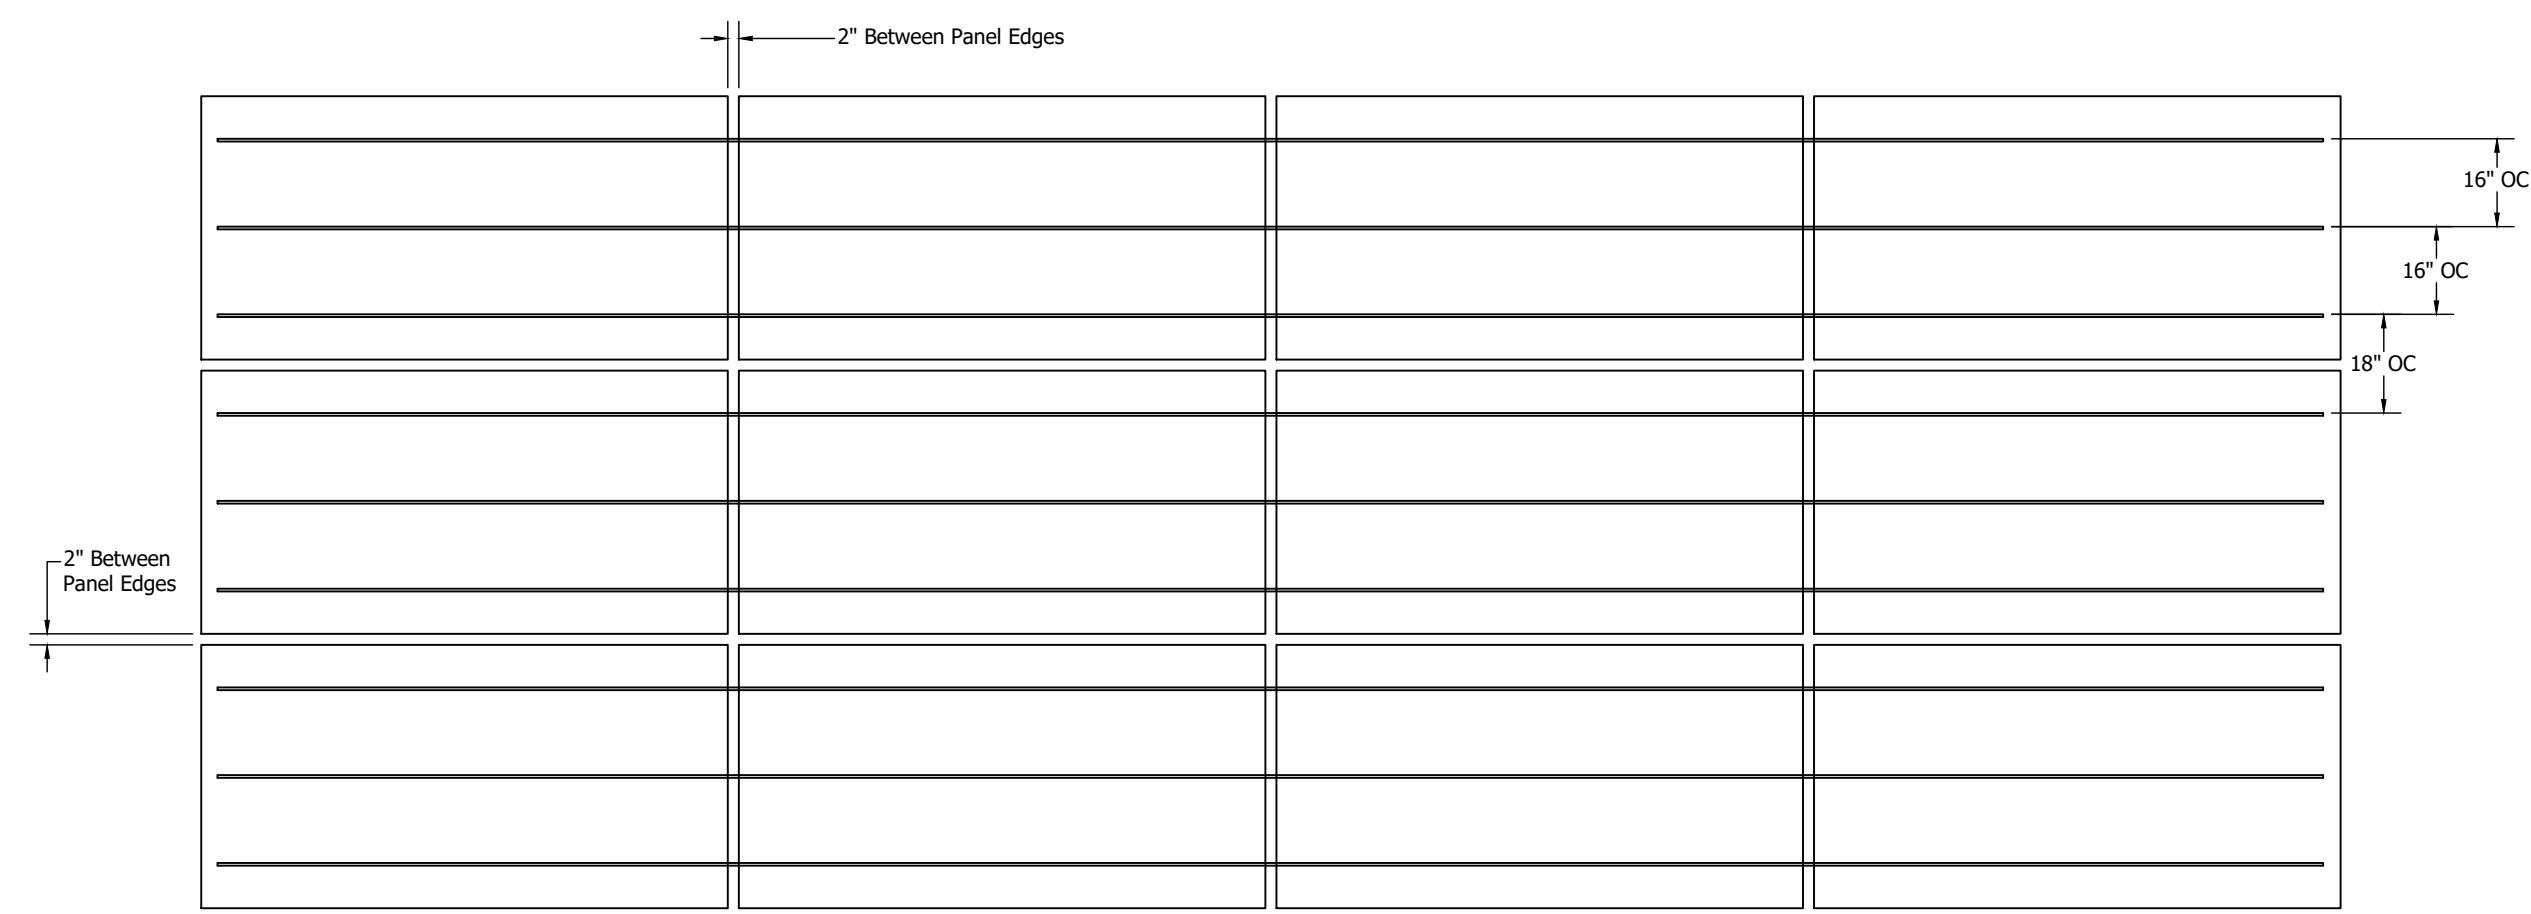 2" Between Panel Edges
16" OC
16" OC
18" OC
2" Between
Panel Edges